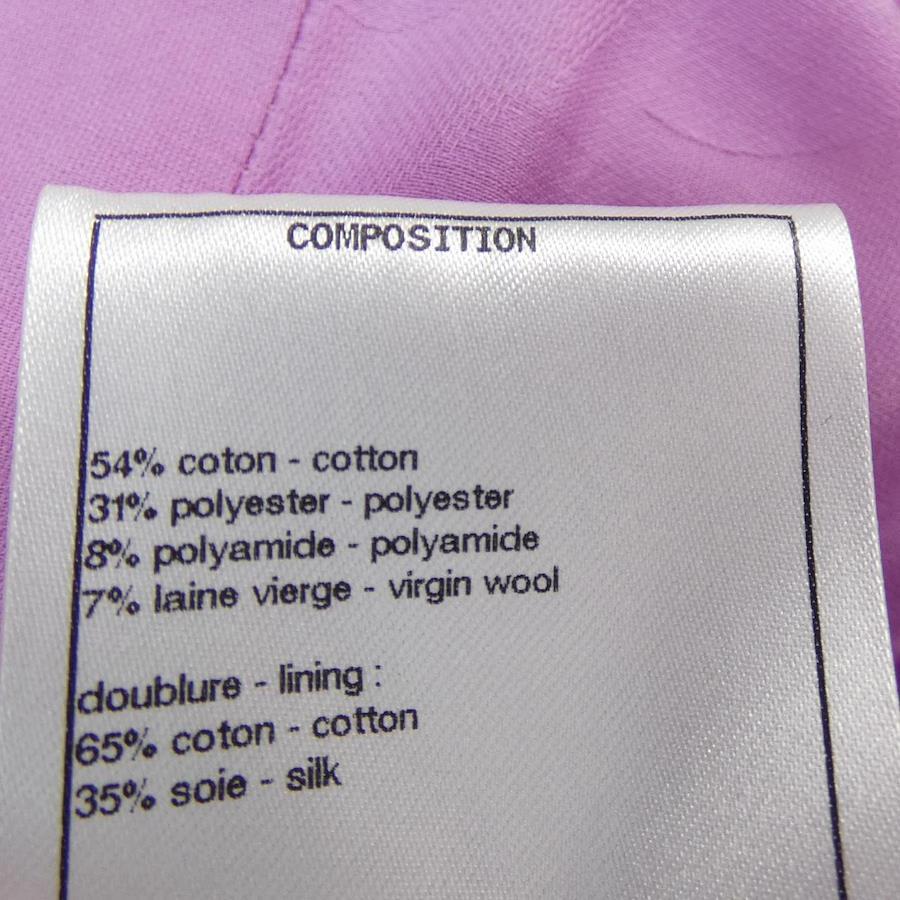 COMPOSITION
54% coton - cotton
31% polyester - polyester
8% polyamide - polyamide
7% laine vierge - virgin wool
doublure - lining :
65% coton - cotton
35% soie - silk